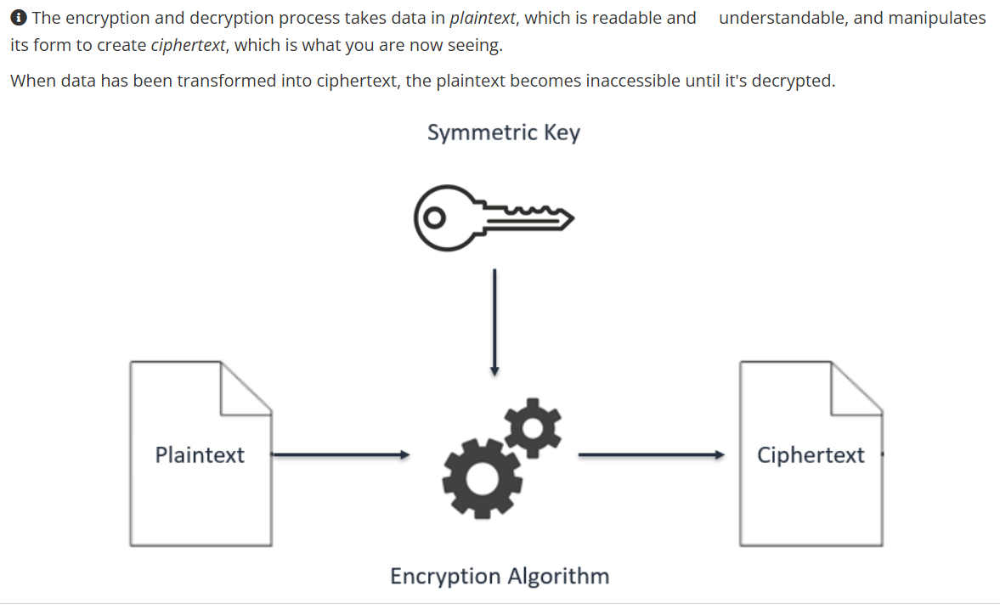 The encryption and decryption process takes data in plaintext, which is readable and understandable, and manipulates
its form to create ciphertext, which is what you are now seeing.
When data has been transformed into ciphertext, the plaintext becomes inaccessible until it's decrypted.
Symmetric Key
Plaintext
Ciphertext
Encryption Algorithm